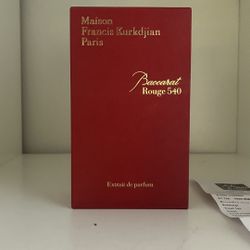 Maison
Francis Kurkdjian
Paris
Baccarat
Rouge 540
Extrait de parfum